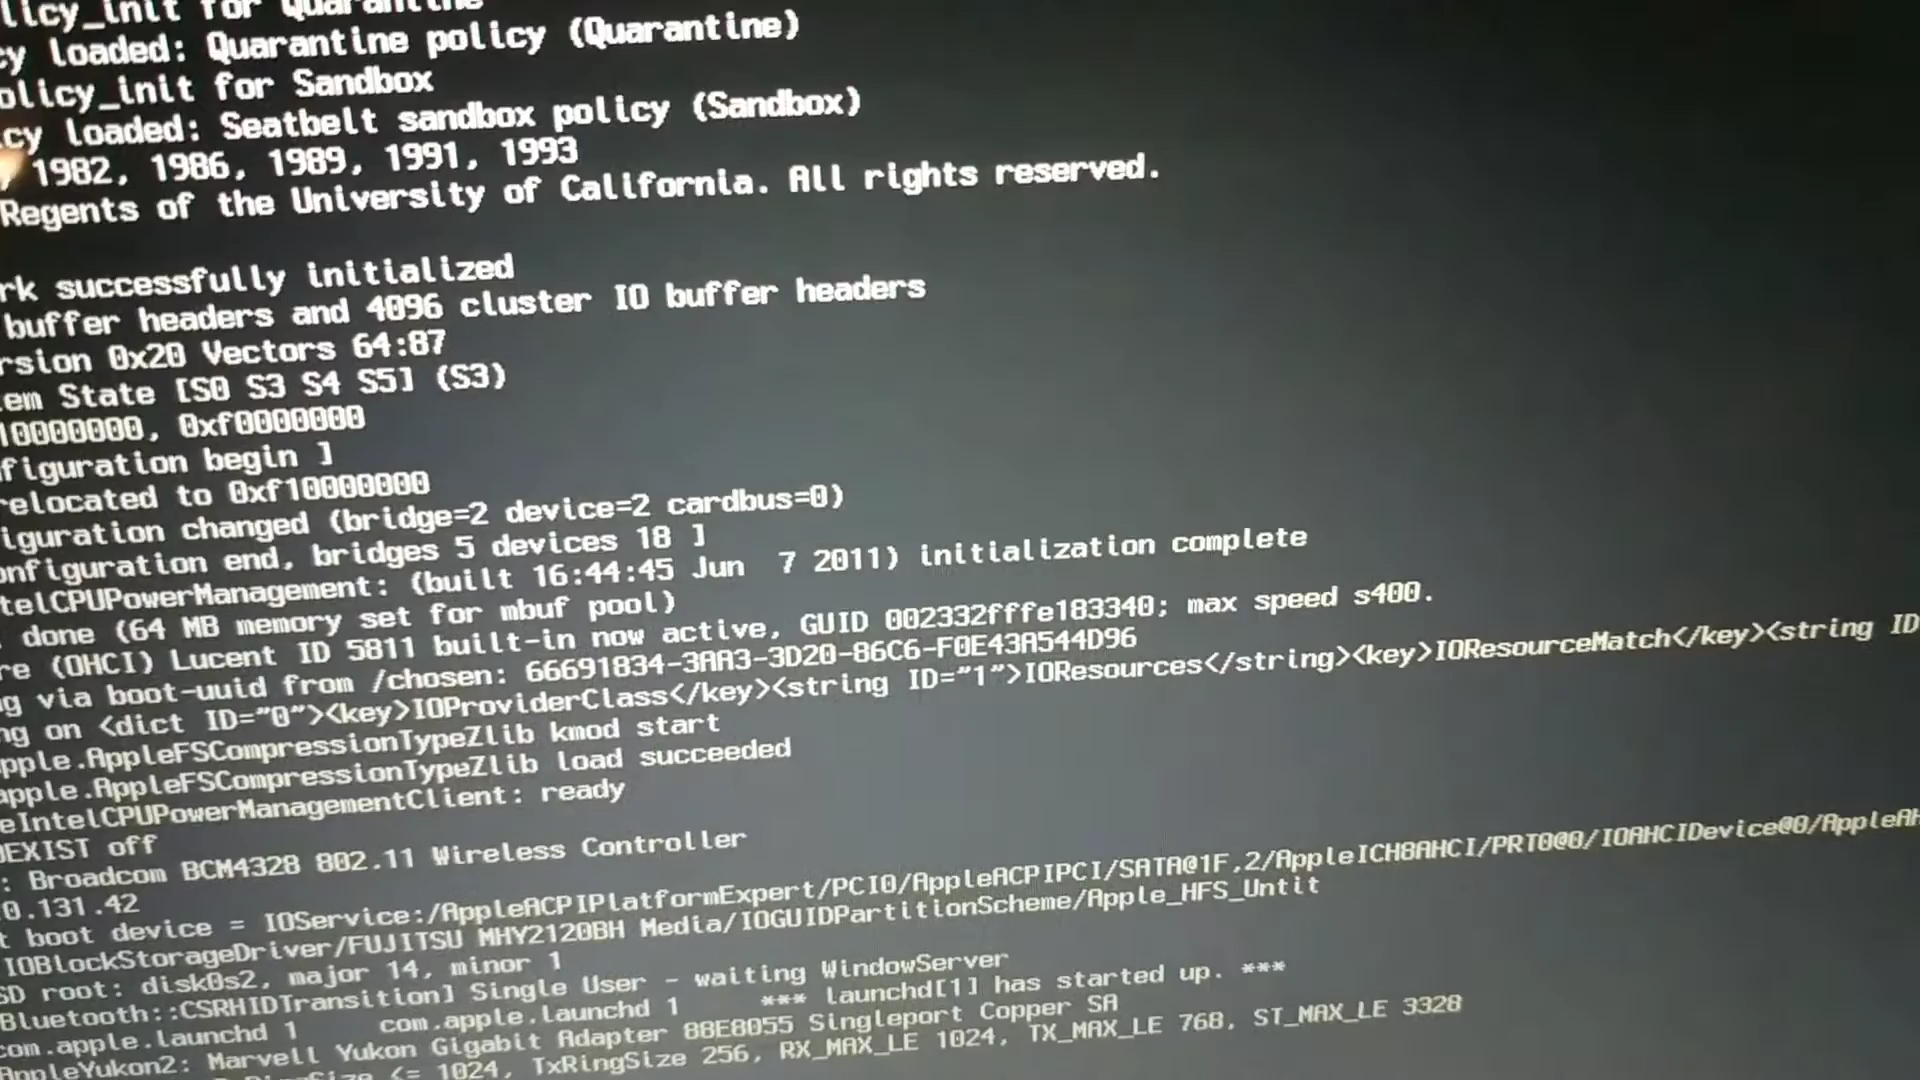 licy_init for Quarantine
cy loaded: Quarantine policy (Quarantine)
olicy_init for Sandbox
cy loaded: Seatbelt sandbox policy (Sandbox)
1982, 1986, 1989, 1991, 1993
Regents of the University of California. All rights reserved.
rk successfully initialized
buffer headers and 4096 cluster IO buffer headers
rsion 0x20 Vectors 64:87
em State [S0 S3 S4 S5] (S3)
10000000, 0xf0000000
figuration begin ]
relocated to 0xf10000000
iguration changed (bridge=2 device=2 cardbus=0)
onfiguration end, bridges 5 devices 18 ]
telCPUPowerManagement: (built 16:44:45 Jun  7 2011) initialization complete
done (64 MB memory set for mbuf pool)
re (OHCI) Lucent ID 5811 built-in now active, GUID 002332fffe183340; max speed s400.
g via boot-uuid from /chosen: 66691834-3AA3-3D20-86C6-F0E43A544D96
ng on <dict ID="0"><key>IOProviderClass</key><string ID="1">IOResources</string><key>IOResourceMatch</key><string ID
pple.AppleFSCompressionTypeZlib kmod start
apple.AppleFSCompressionTypeZlib load succeeded
eIntelCPUPowerManagementClient: ready
OEXIST off
: Broadcom BCM4328 802.11 Wireless Controller
0.131.42
t boot device = IOService:/AppleACPIPlatformExpert/PCI0/AppleACPIPCI/SATA@1F,2/AppleICH8AHCI/PRT0@0/IOAHCIDevice@0/AppleAH
IOBlockStorageDriver/FUJITSU MHY2120BH Media/IOGUIDPartitionScheme/Apple_HFS_Untit
SD root: disk0s2, major 14, minor 1
Bluetooth::CSRHIDTransition] Single User - waiting WindowServer
com.apple.launchd 1 com.apple.launchd 1 *** launchd[1] has started up. ***
AppleYukon2: Marvell Yukon Gigabit Adapter 88E8055 Singleport Copper SA
RingSize <= 1024, TxRingSize 256, RX_MAX_LE 1024, TX_MAX_LE 768, ST_MAX_LE 3328